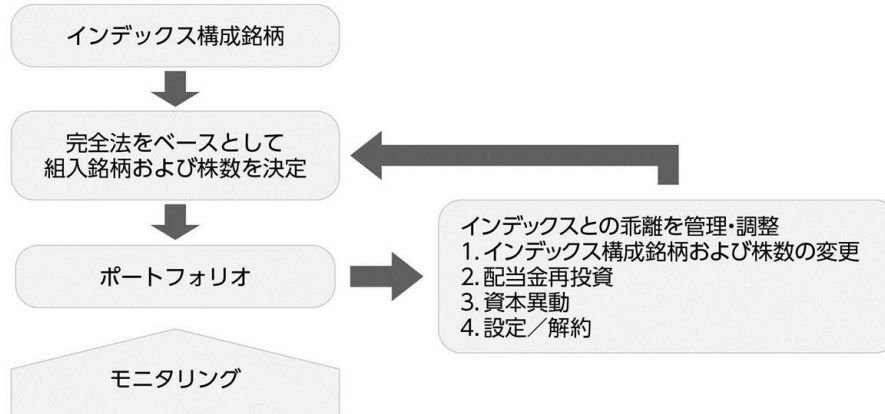 インデックス構成銘柄
完全法をベースとして
組入銘柄および株数を決定
ポートフォリオ
インデックスとの乖離を管理・調整
1. インデックス構成銘柄および株数の変更
2. 配当金再投資
3. 資本異動
4. 設定／解約
モニタリング